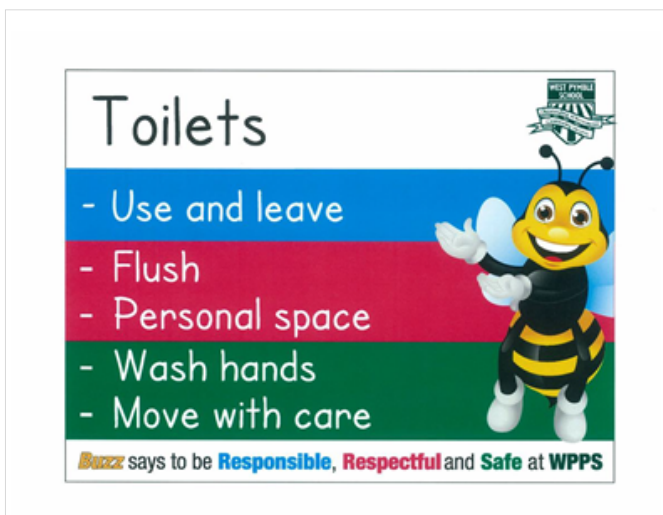 Toilets
WEST PYMBLE
SCHOOL
- Use and leave
- Flush
- Personal space
- Wash hands
- Move with care
Buzz says to be Responsible, Respectful and Safe at WPPS